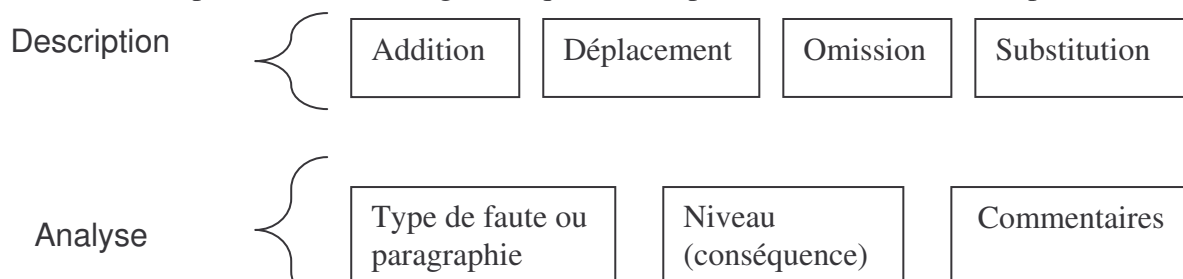 Description
Addition
Déplacement
Omission
Substitution
Analyse
Type de faute ou
paragraphie
Niveau
(conséquence)
Commentaires